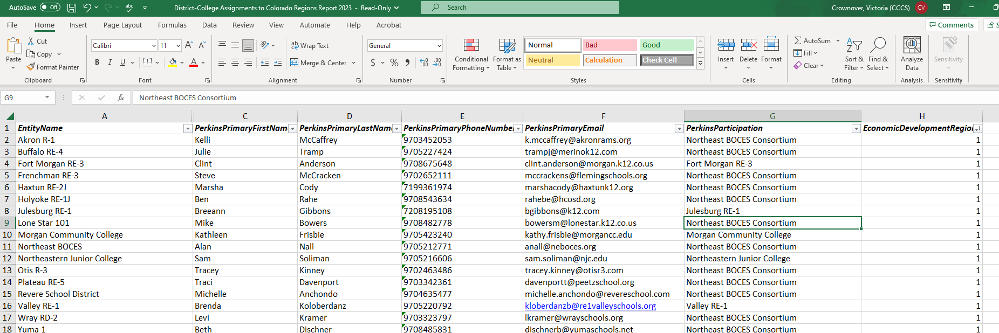 AutoSave Off District-College Assignments to Colorado Regions Report 2023 - Read-Only Search Crownover, Victoria (CCCS) CV
File Home Insert Page Layout Formulas Data Review View Automate Help Acrobat Comments S
Paste Cut Copy Format Painter
Calibri 11
B I U A
Wrap Text
Merge & Center
General
$ % 9
Conditional Formatting
Format as Table
Normal Bad Good
Neutral Calculation Check Cell
Insert Delete Format
AutoSum Fill Clear
Sort & Filter
Find & Select
Analyze Data
Sensitivity
Clipboard Font Alignment Number Styles Cells Editing Analysis Sensitivity
G9 fx Northeast BOCES Consortium
A C D E F G H
1 EntityName PerkinsPrimaryFirstNam PerkinsPrimaryLastNam PerkinsPrimaryPhoneNumbe PerkinsPrimaryEmail PerkinsParticipation EconomicDevelopmentRegio
2 Akron R-1 Kelli McCaffrey 9703452053 k.mccaffrey@akronrams.org Northeast BOCES Consortium 1
3 Buffalo RE-4 Julie Tramp 9705227424 trampj@merinok12.com Northeast BOCES Consortium 1
4 Fort Morgan RE-3 Clint Anderson 9708675648 clint.anderson@morgan.k12.co.us Fort Morgan RE-3 1
5 Frenchman RE-3 Steve McCracken 9702652111 mccrackens@flemingschools.org Northeast BOCES Consortium 1
6 Haxtun RE-2J Marsha Cody 7199361974 marshacody@haxtunk12.org Northeast BOCES Consortium 1
7 Holyoke RE-1J Ben Rahe 9708543634 rahebe@hcosd.org Northeast BOCES Consortium 1
8 Julesburg RE-1 Breeann Gibbons 7208195108 bgibbons@k12.com Julesburg RE-1 1
9 Lone Star 101 Mike Bowers 9708482778 bowersm@lonestar.k12.co.us Northeast BOCES Consortium 1
10 Morgan Community College Kathleen Frisbie 9705423240 kathy.frisbie@morgancc.edu Morgan Community College 1
11 Northeast BOCES Alan Nall 9705212771 anall@neboces.org Northeast BOCES Consortium 1
12 Northeastern Junior College Sam Soliman 9705216606 sam.soliman@njc.edu Northeastern Junior College 1
13 Otis R-3 Tracey Kinney 9702463486 tracey.kinney@otisr3.com Northeast BOCES Consortium 1
14 Plateau RE-5 Traci Davenport 9703342361 davenportt@peetzschool.org Northeast BOCES Consortium 1
15 Revere School District Michelle Anchondo 9704635477 michelle.anchondo@revereschool.com Northeast BOCES Consortium 1
16 Valley RE-1 Brenda Koloberdanz 9705220792 kloberdanzb@re1valleyschools.org Valley RE-1 1
17 Wray RD-2 Levi Kramer 9703323797 lkramer@wrayschools.org Northeast BOCES Consortium 1
18 Yuma 1 Beth Dischner 9708485831 dischnerb@yumaschools.net Northeast BOCES Consortium 1